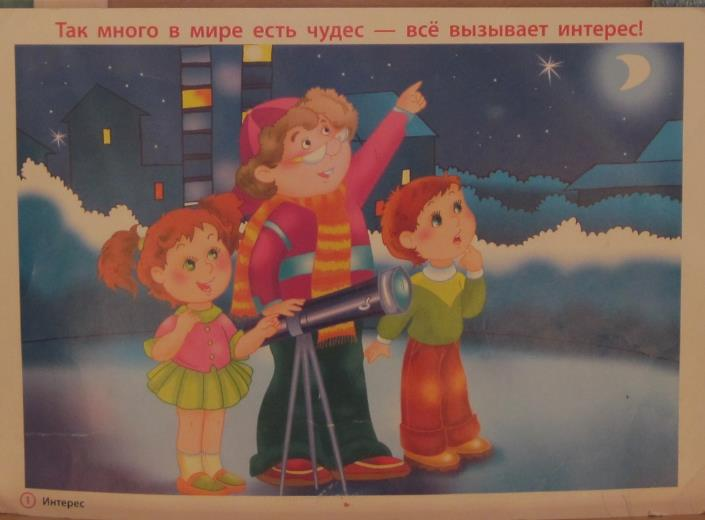 Так много в мире есть чудес — всё вызывает интерес!
1 Интерес